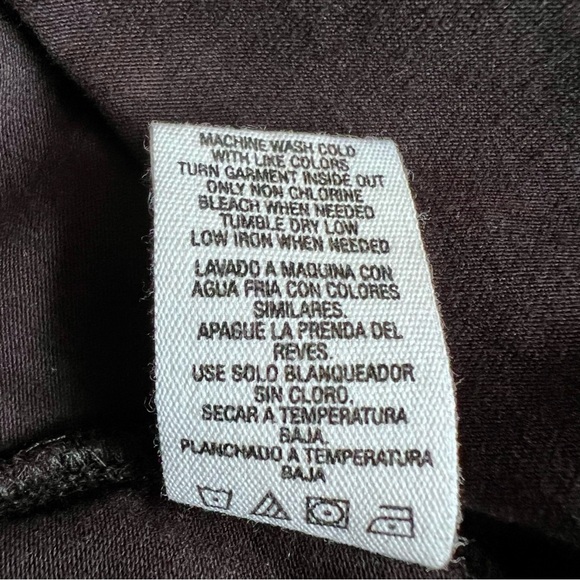 MACHINE WASH COLD
WITH LIKE COLORS
TURN GARMENT INSIDE OUT
ONLY NON CHLORINE
BLEACH WHEN NEEDED
TUMBLE DRY LOW
LOW IRON WHEN NEEDED
LAVADO A MAQUINA CON
AGUA FRIA CON COLORES
SIMILARES.
APAGUE LA PRENDA DEL
REVES.
USE SOLO BLANQUEADOR
SIN CLORO.
SECAR A TEMPERATURA
BAJA.
PLANCHADO A TEMPERATURA
BAJA